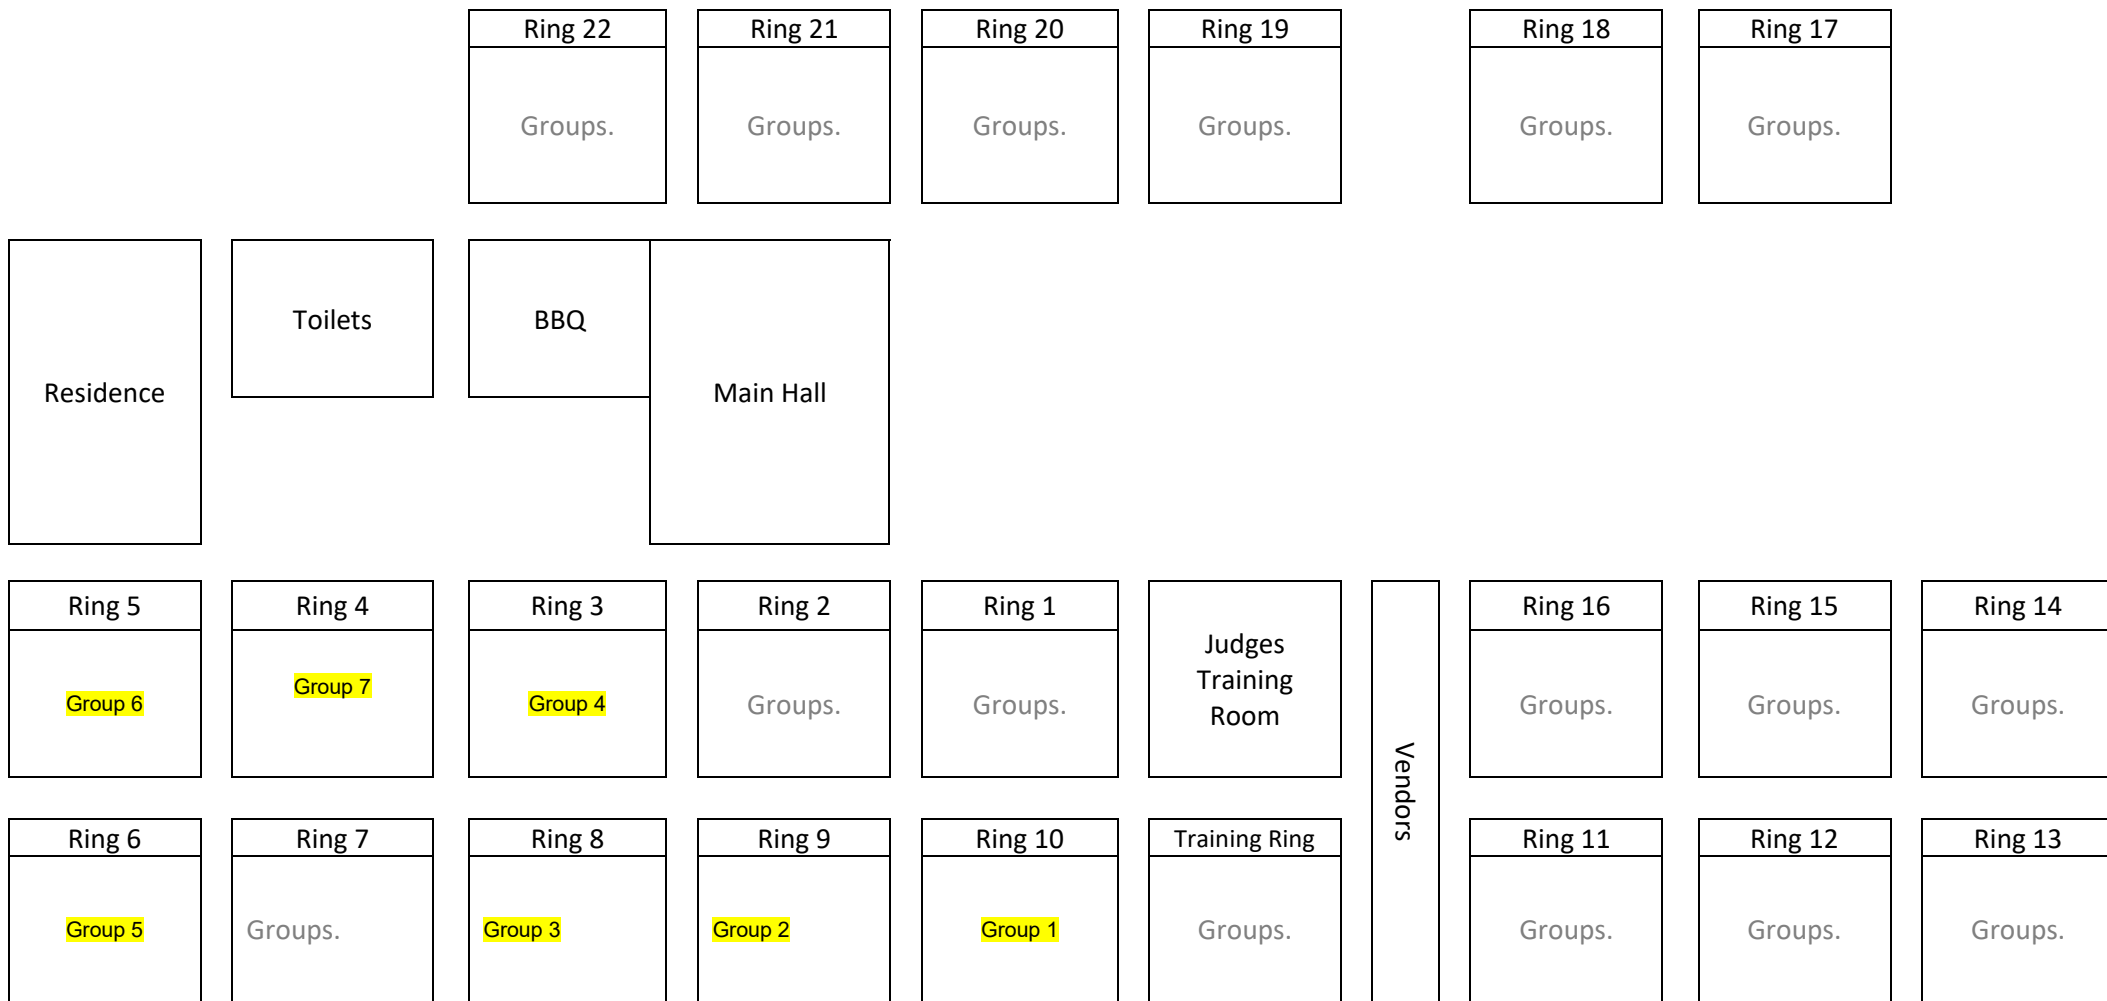 Ring 22
Ring 21
Ring 20
Ring 19
Ring 18
Ring 17
Groups.
Groups.
Groups.
Groups.
Groups.
Groups.
Residence
Toilets
BBQ
Main Hall
Ring 5
Ring 4
Ring 3
Ring 2
Ring 1
Judges
Training
Room
Vendors
Ring 16
Ring 15
Ring 14
Group 6
Group 7
Group 4
Groups.
Groups.
Groups.
Groups.
Groups.
Ring 6
Ring 7
Ring 8
Ring 9
Ring 10
Training Ring
Ring 11
Ring 12
Ring 13
Group 5
Groups.
Group 3
Group 2
Group 1
Groups.
Groups.
Groups.
Groups.